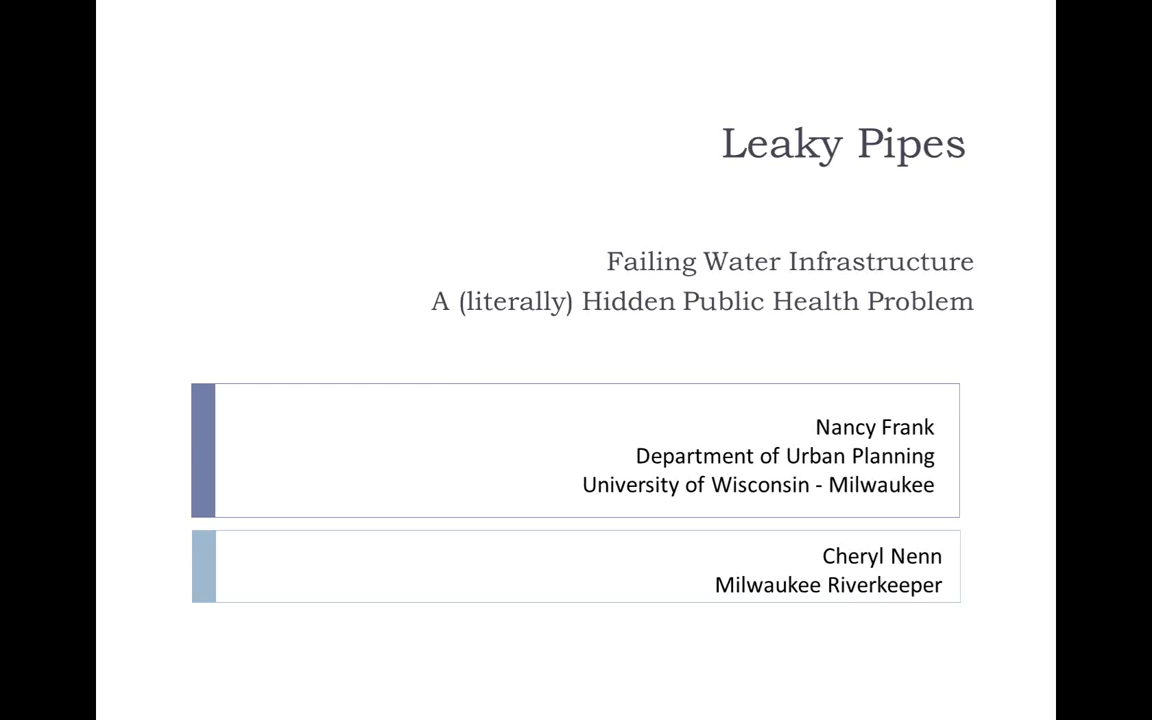 Leaky Pipes
Failing Water Infrastructure
A (literally) Hidden Public Health Problem
Nancy Frank
Department of Urban Planning
University of Wisconsin - Milwaukee
Cheryl Nenn
Milwaukee Riverkeeper